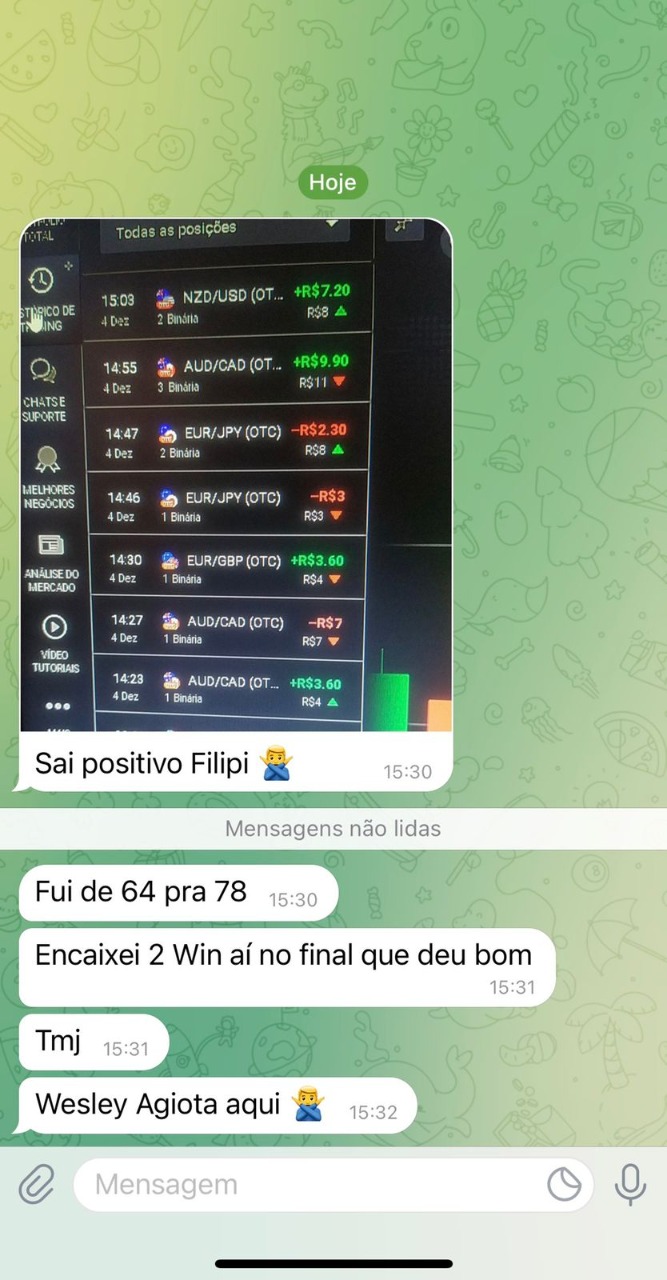 Hoje
TOTAL
Todas as posições
15:03 NZD/USD (OT... +R$7.20
4 Dez 2 Binária R$8
14:55 AUD/CAD (OT... +R$9.90
4 Dez 3 Binária R$11
CHATS E
SUPORTE
14:47 EUR/JPY (OTC) −R$2.30
4 Dez 2 Binária R$8
MELHORES
NEGÓCIOS
14:46 EUR/JPY (OTC) −R$3
4 Dez 1 Binária R$3
14:30 EUR/GBP (OTC) +R$3.60
4 Dez 1 Binária R$4
ANÁLISE DO
MERCADO
14:27 AUD/CAD (OTC) −R$7
4 Dez 1 Binária R$7
VÍDEO
TUTORIAIS
14:23 AUD/CAD (OT... +R$3.60
4 Dez 1 Binária R$4
Sai positivo Filipi 🙅‍♂️
15:30
Mensagens não lidas
Fui de 64 pra 78 15:30
Encaixei 2 Win aí no final que deu bom
15:31
Tmj 15:31
Wesley Agiota aqui 🙅‍♂️ 15:32
Mensagem